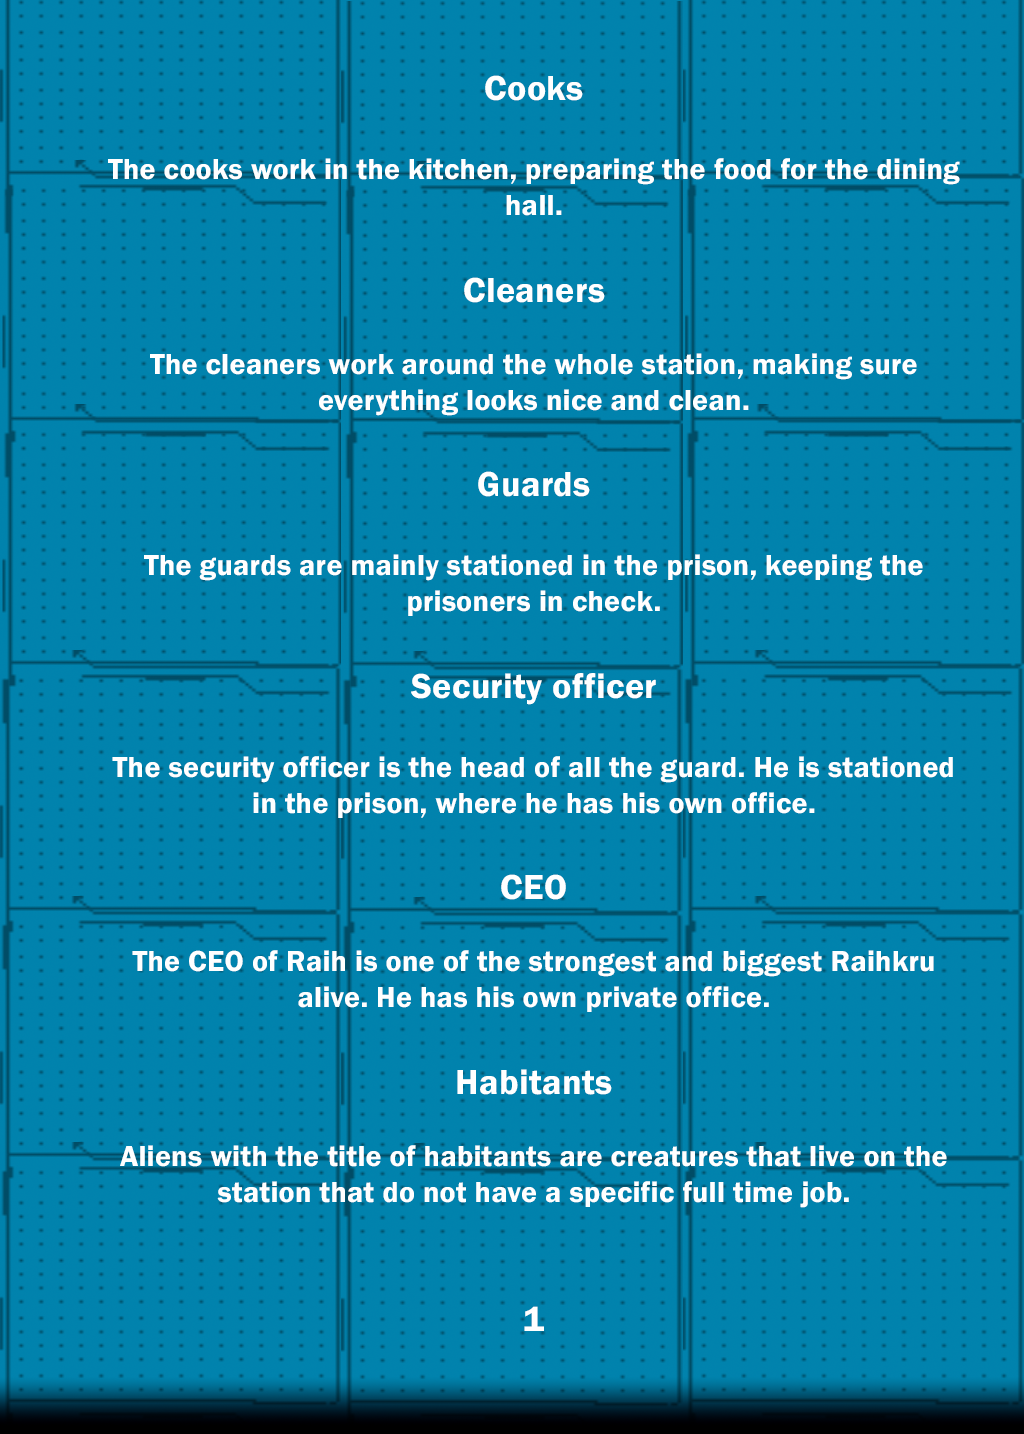 Cooks
The cooks work in the kitchen, preparing the food for the dining
hall.
Cleaners
The cleaners work around the whole station, making sure
everything looks nice and clean.
Guards
The guards are mainly stationed in the prison, keeping the
prisoners in check.
Security officer
The security officer is the head of all the guard. He is stationed
in the prison, where he has his own office.
CEO
The CEO of Raih is one of the strongest and biggest Raihkru
alive. He has his own private office.
Habitants
Aliens with the title of habitants are creatures that live on the
station that do not have a specific full time job.
1